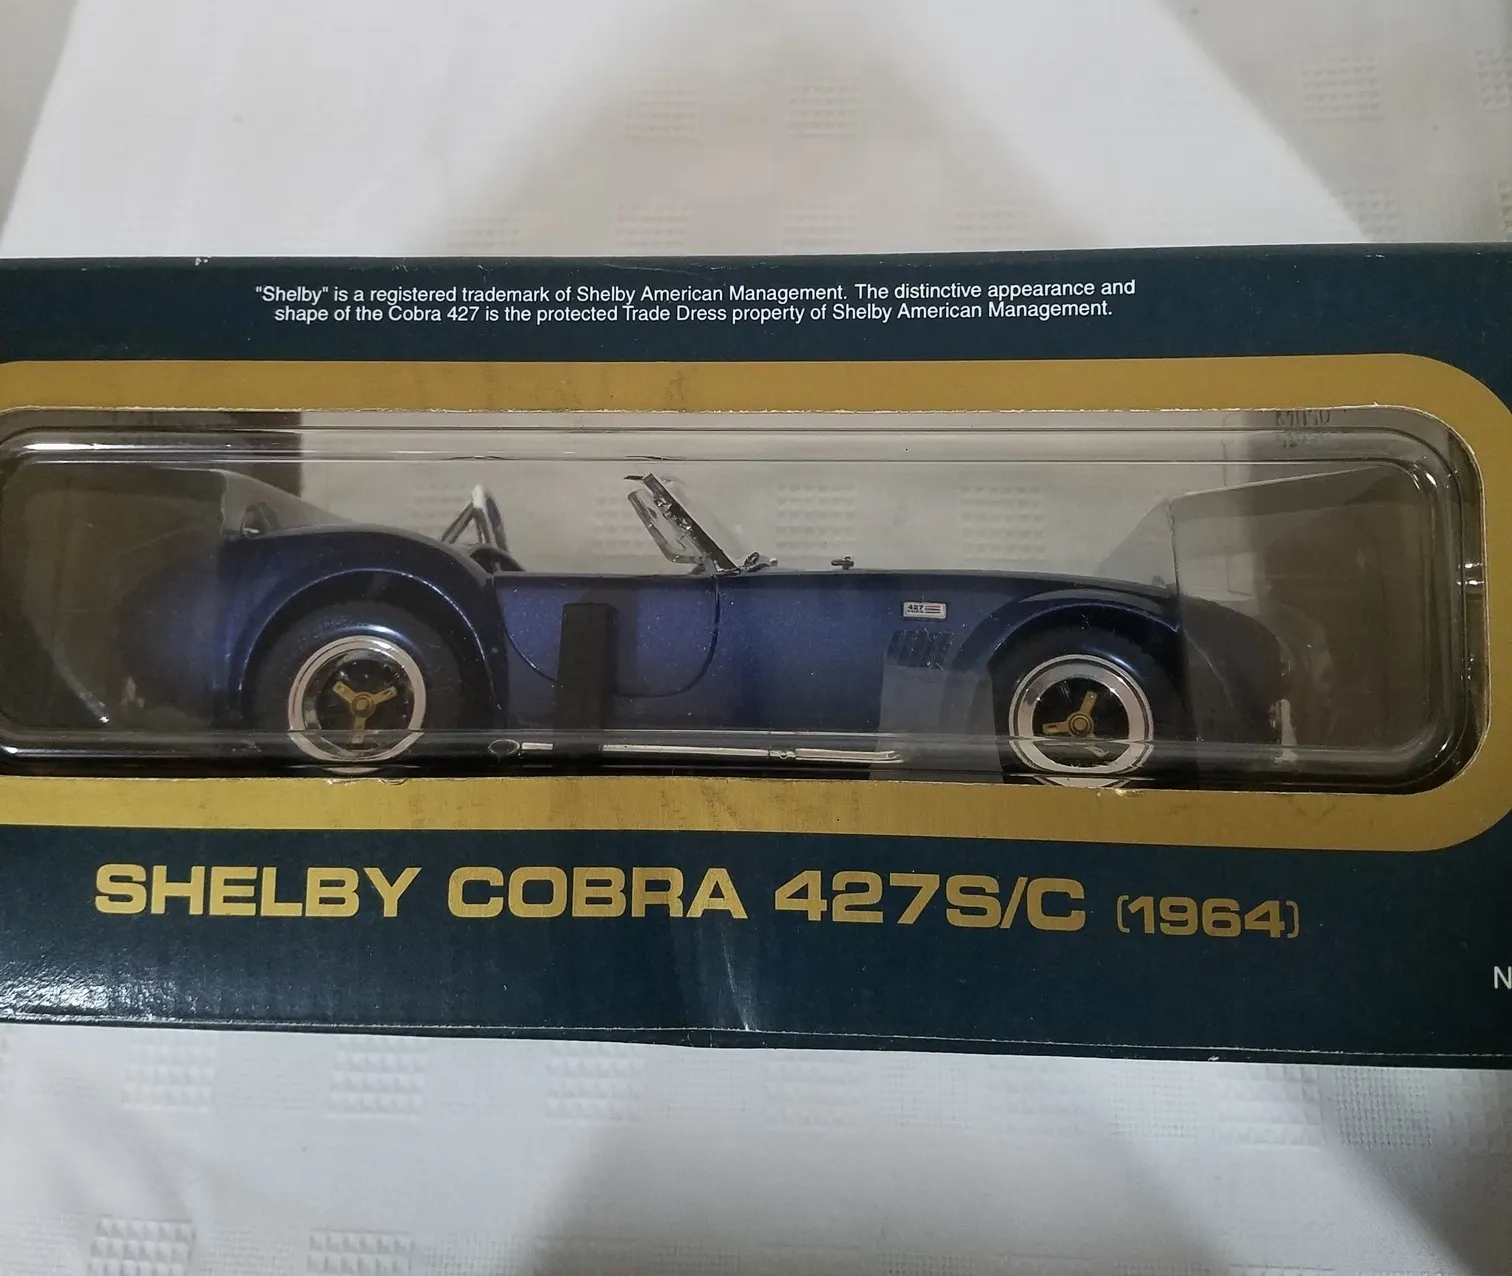 "Shelby" is a registered trademark of Shelby American Management. The distinctive appearance and
shape of the Cobra 427 is the protected Trade Dress property of Shelby American Management.
427
SHELBY COBRA 427S/C (1964)
N